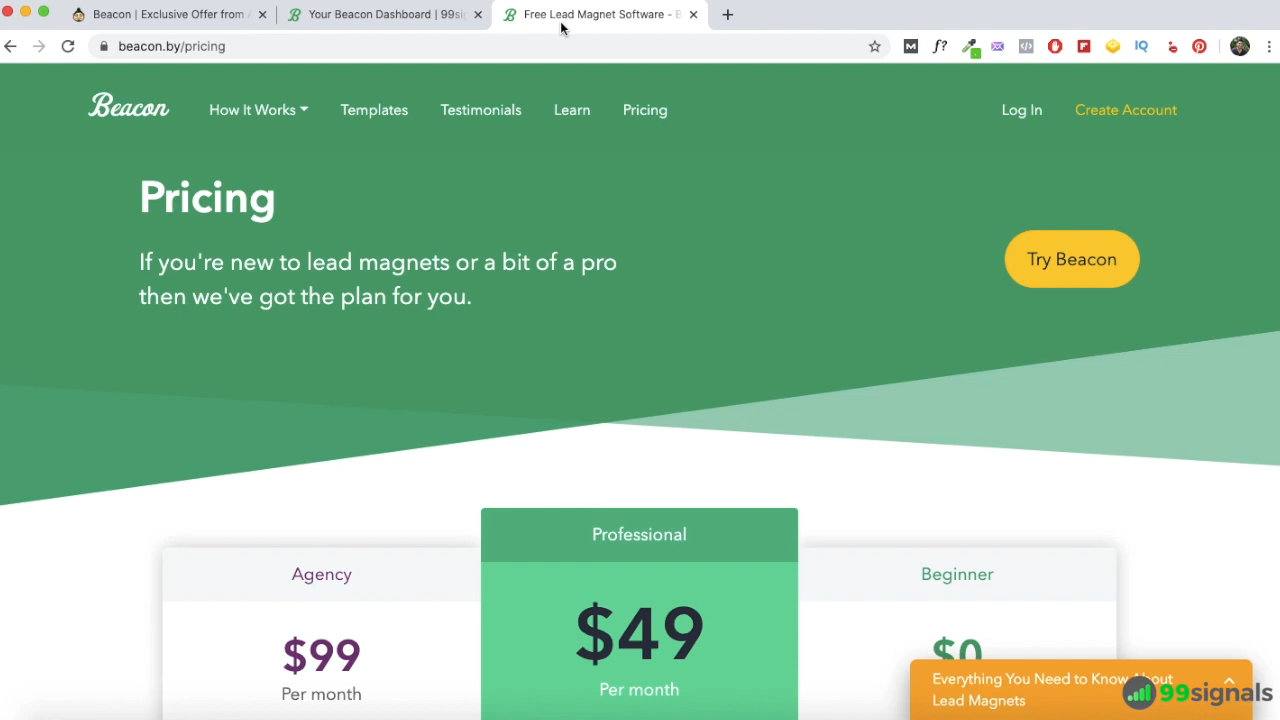 Beacon | Exclusive Offer from
Your Beacon Dashboard | 99si
Free Lead Magnet Software - B
beacon.by/pricing
Beacon
How It Works
Templates
Testimonials
Learn
Pricing
Log In
Create Account
Pricing
If you're new to lead magnets or a bit of a pro
then we've got the plan for you.
Try Beacon
Agency
$99
Per month
Professional
$49
Per month
Beginner
$0
Everything You Need to Know About
Lead Magnets
99signals